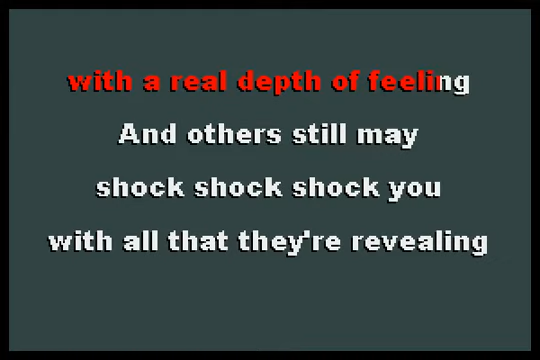 with a real depth of feeling
And others still may
shock shock shock you
with all that they're revealing